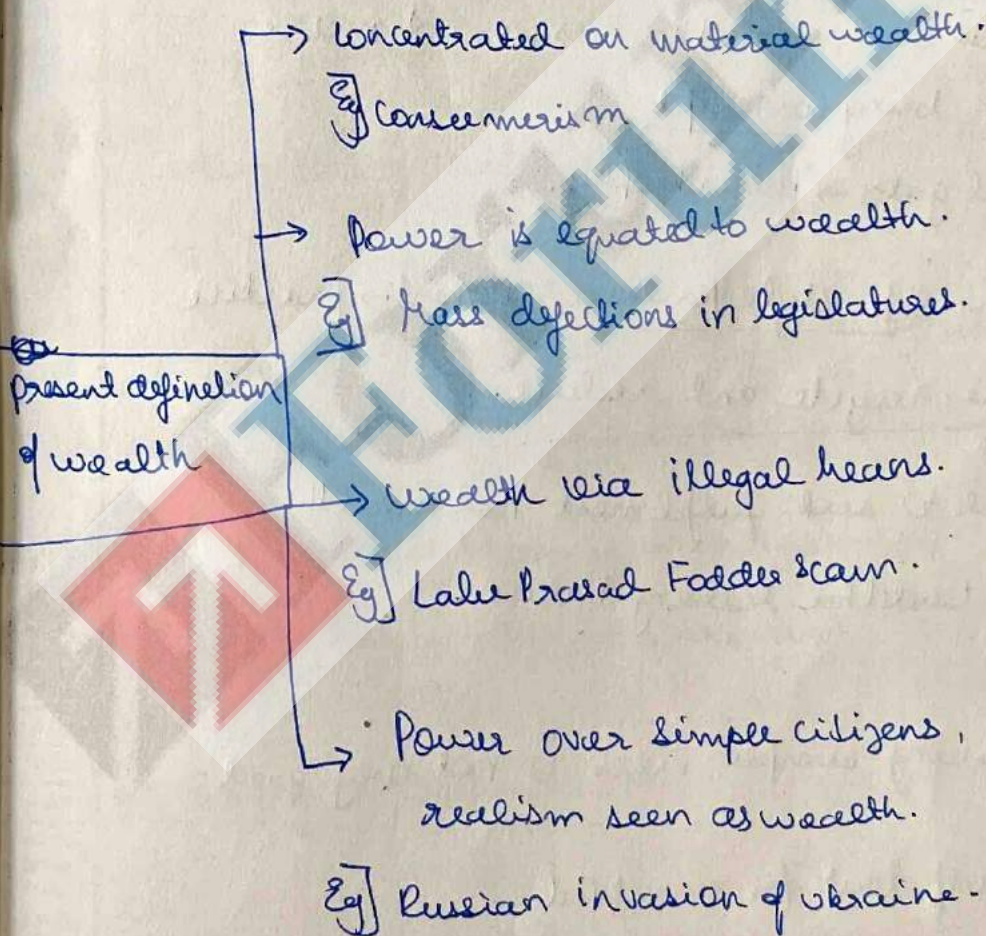 Concentrated on material wealth.
Eg] Consumerism
Power is equated to wealth.
Eg] Mass defections in legislatures.
Present definetion
of wealth
wealth via illegal means.
Eg] Lalu Prasad Fodder scam.
Power over simple citizens,
realism seen as wealth.
Eg] Russian invasion of ukraine.
Forum